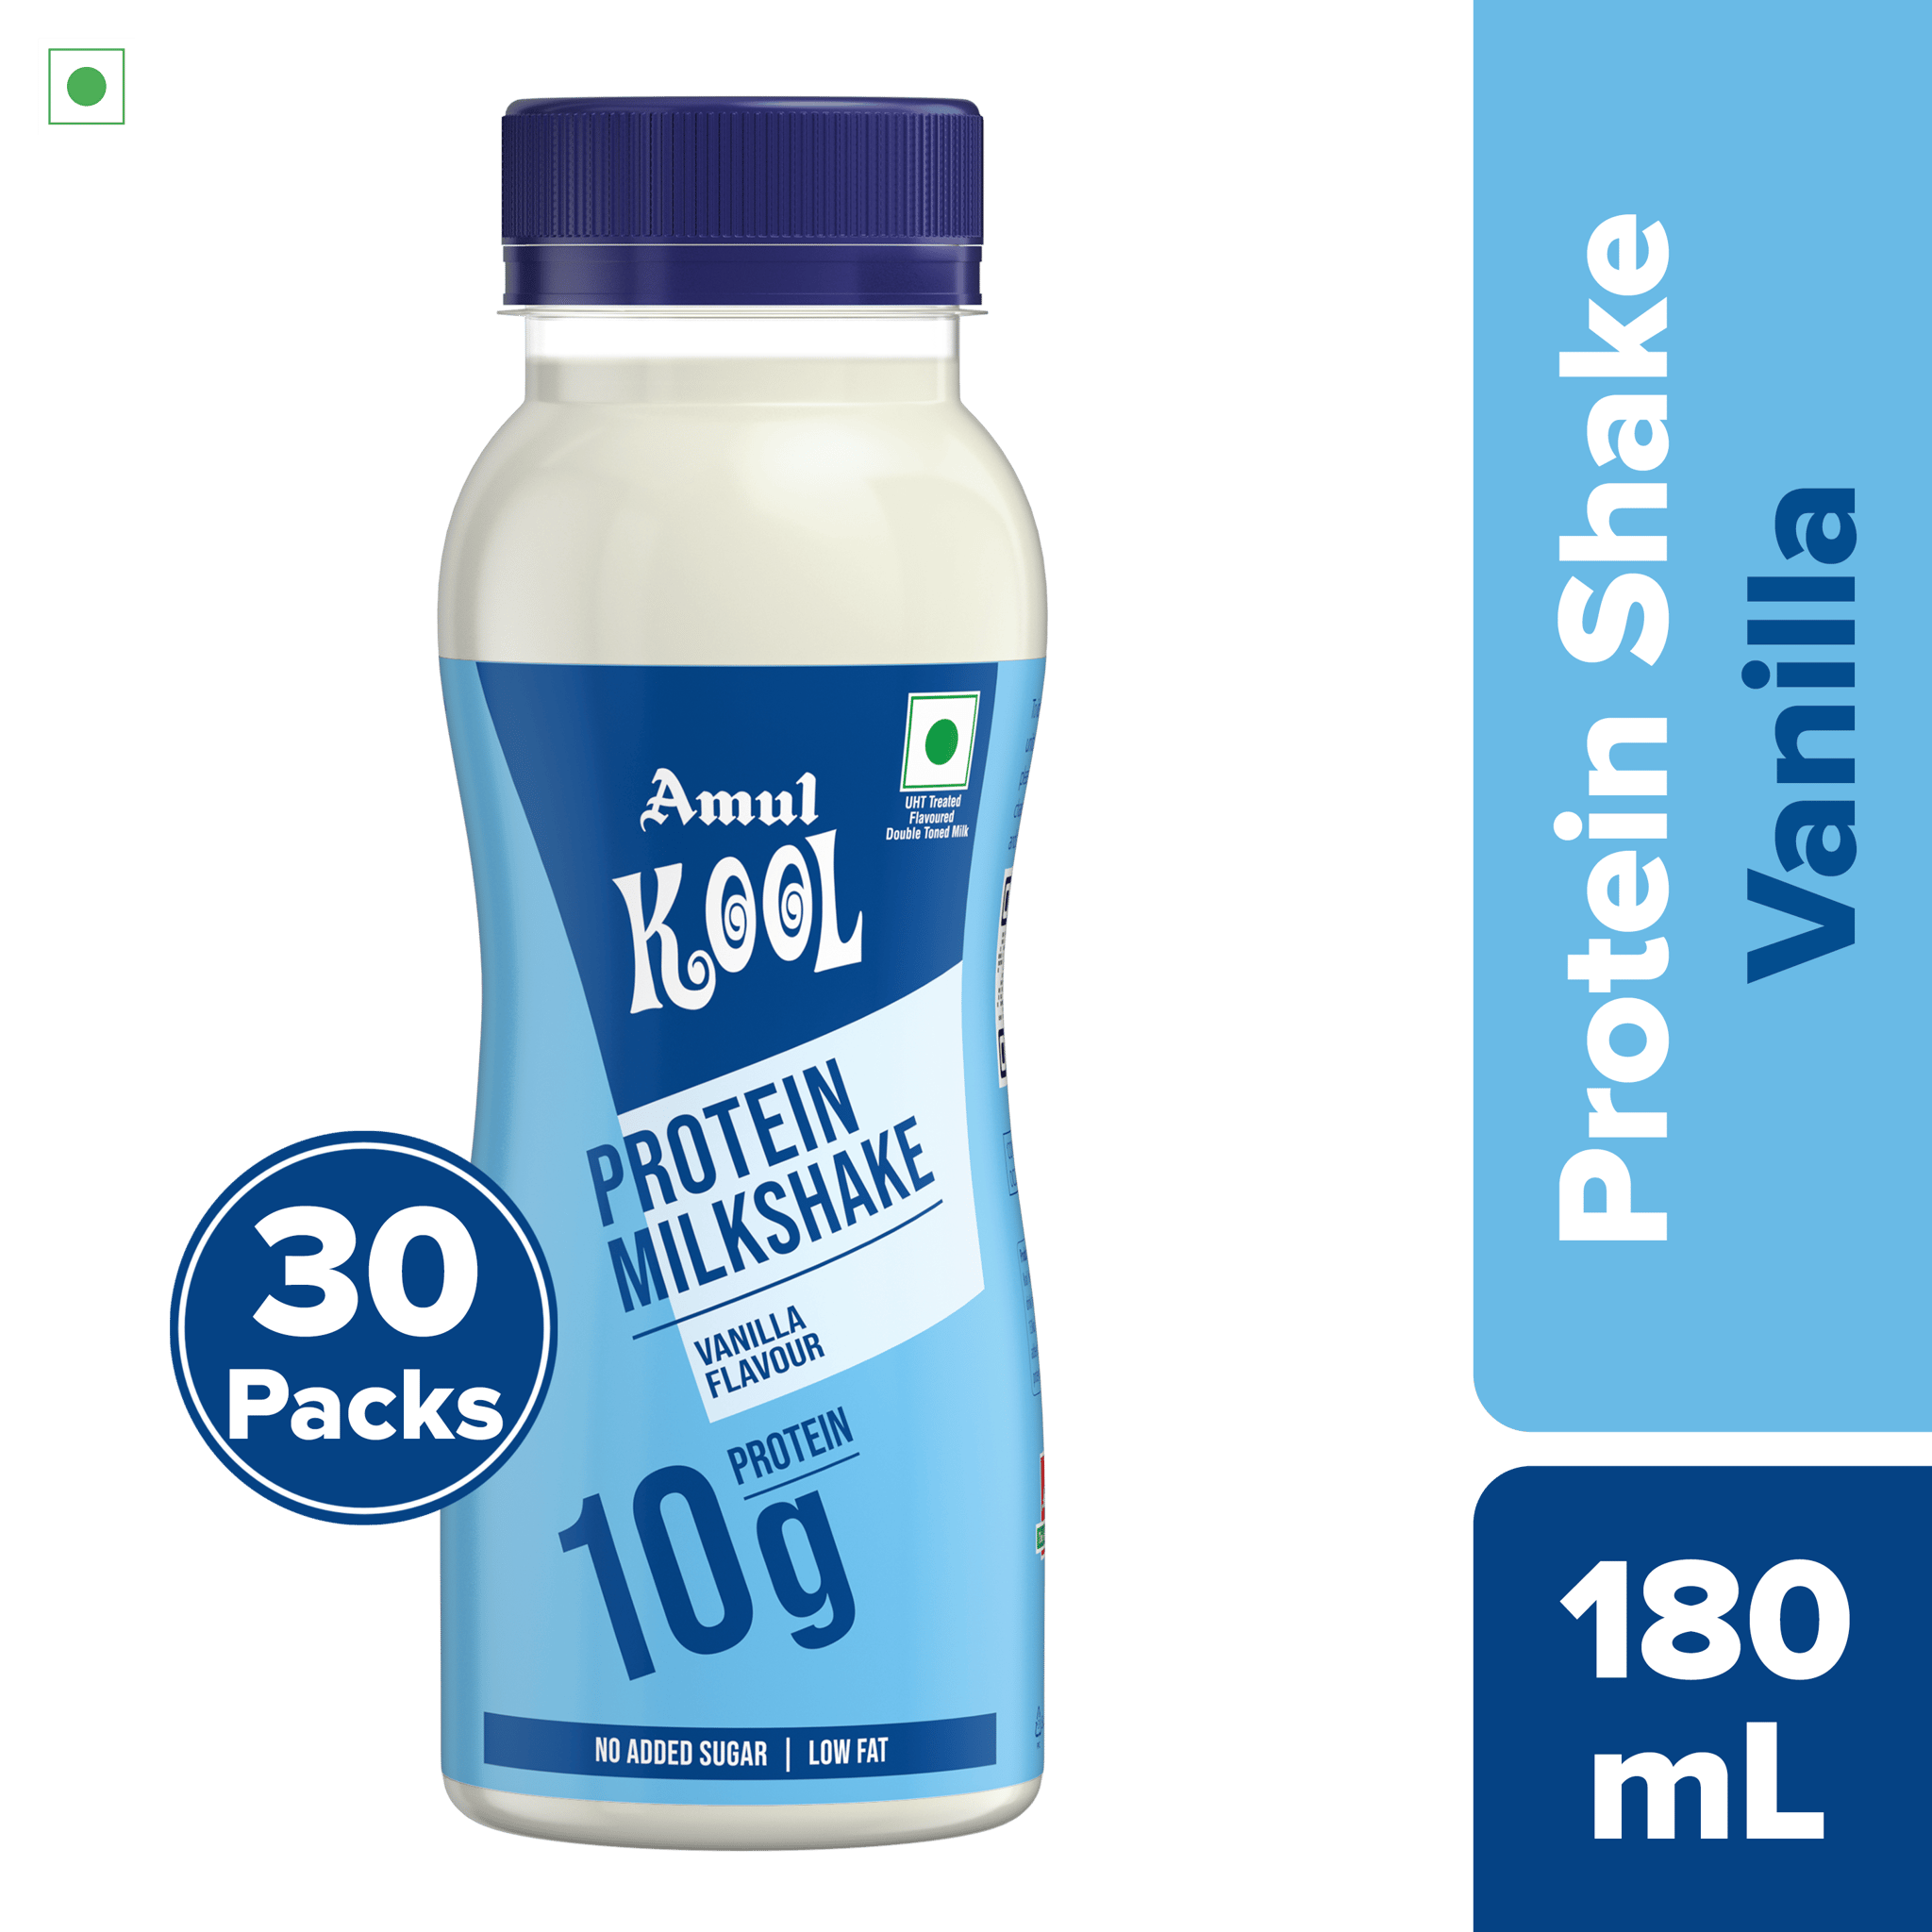 Amul
KOOL
UHT Treated
Flavoured
Double Toned Milk
PROTEIN
MILKSHAKE
VANILLA
FLAVOUR
PROTEIN
10g
NO ADDED SUGAR | LOW FAT
30
Packs
Protein Shake
Vanilla
180
mL